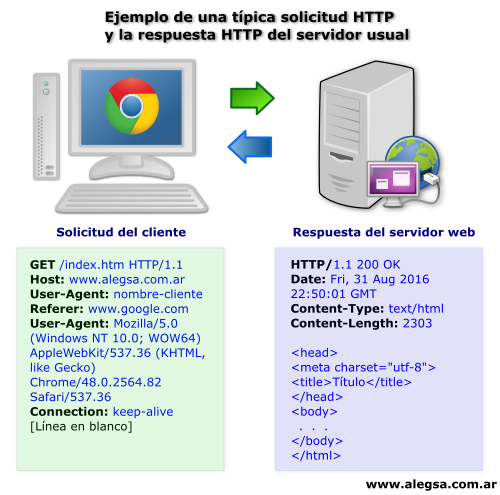 Ejemplo de una típica solicitud HTTP
y la respuesta HTTP del servidor usual
Solicitud del cliente
GET /index.htm HTTP/1.1
Host: www.alegsa.com.ar
User-Agent: nombre-cliente
Referer: www.google.com
User-Agent: Mozilla/5.0
(Windows NT 10.0; WOW64)
AppleWebKit/537.36 (KHTML,
like Gecko)
Chrome/48.0.2564.82
Safari/537.36
Connection: keep-alive
[Línea en blanco]
Respuesta del servidor web
HTTP/1.1 200 OK
Date: Fri, 31 Aug 2016
22:50:01 GMT
Content-Type: text/html
Content-Length: 2303
<head>
<meta charset="utf-8">
<title>Título</title>
</head>
<body>
. . .
</body>
</html>
www.alegsa.com.ar